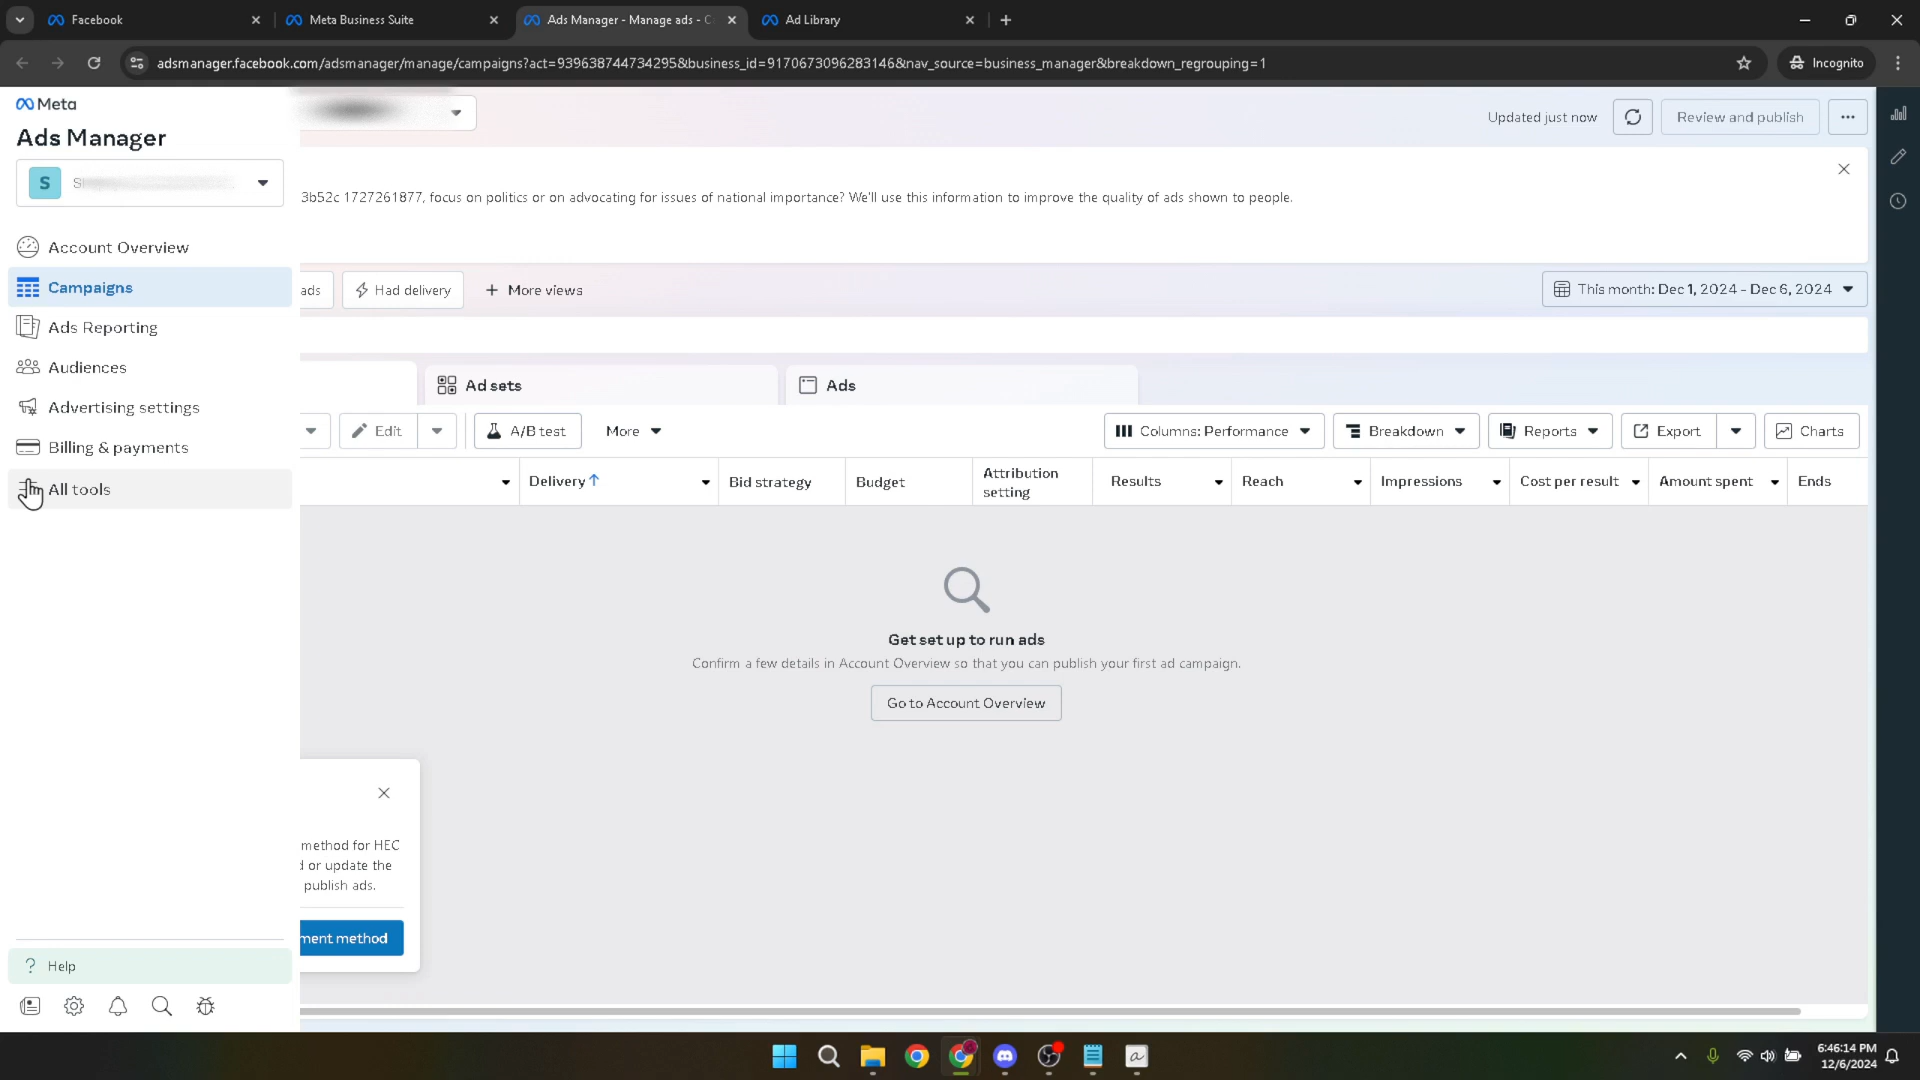 Facebook
Meta Business Suite
Ads Manager - Manage ads - C
Ad Library
adsmanager.facebook.com/adsmanager/manage/campaigns?act=939638744734295&business_id=9170673096283146&nav_source=business_manager&breakdown_regrouping=1
Incognito
Meta
Ads Manager
Updated just now
Review and publish
S
3b52c 1727261877, focus on politics or on advocating for issues of national importance? We'll use this information to improve the quality of ads shown to people.
Account Overview
Campaigns
Ads Reporting
Audiences
Advertising settings
Billing & payments
All tools
ads
Had delivery
+ More views
This month: Dec 1, 2024 - Dec 6, 2024
Ad sets
Ads
Edit
A/B test
More
Columns: Performance
Breakdown
Reports
Export
Charts
Delivery ↑
Bid strategy
Budget
Attribution
setting
Results
Reach
Impressions
Cost per result
Amount spent
Ends
Get set up to run ads
Confirm a few details in Account Overview so that you can publish your first ad campaign.
Go to Account Overview
method for HEC
or update the
publish ads.
ment method
? Help
6:46:14 PM
12/6/2024